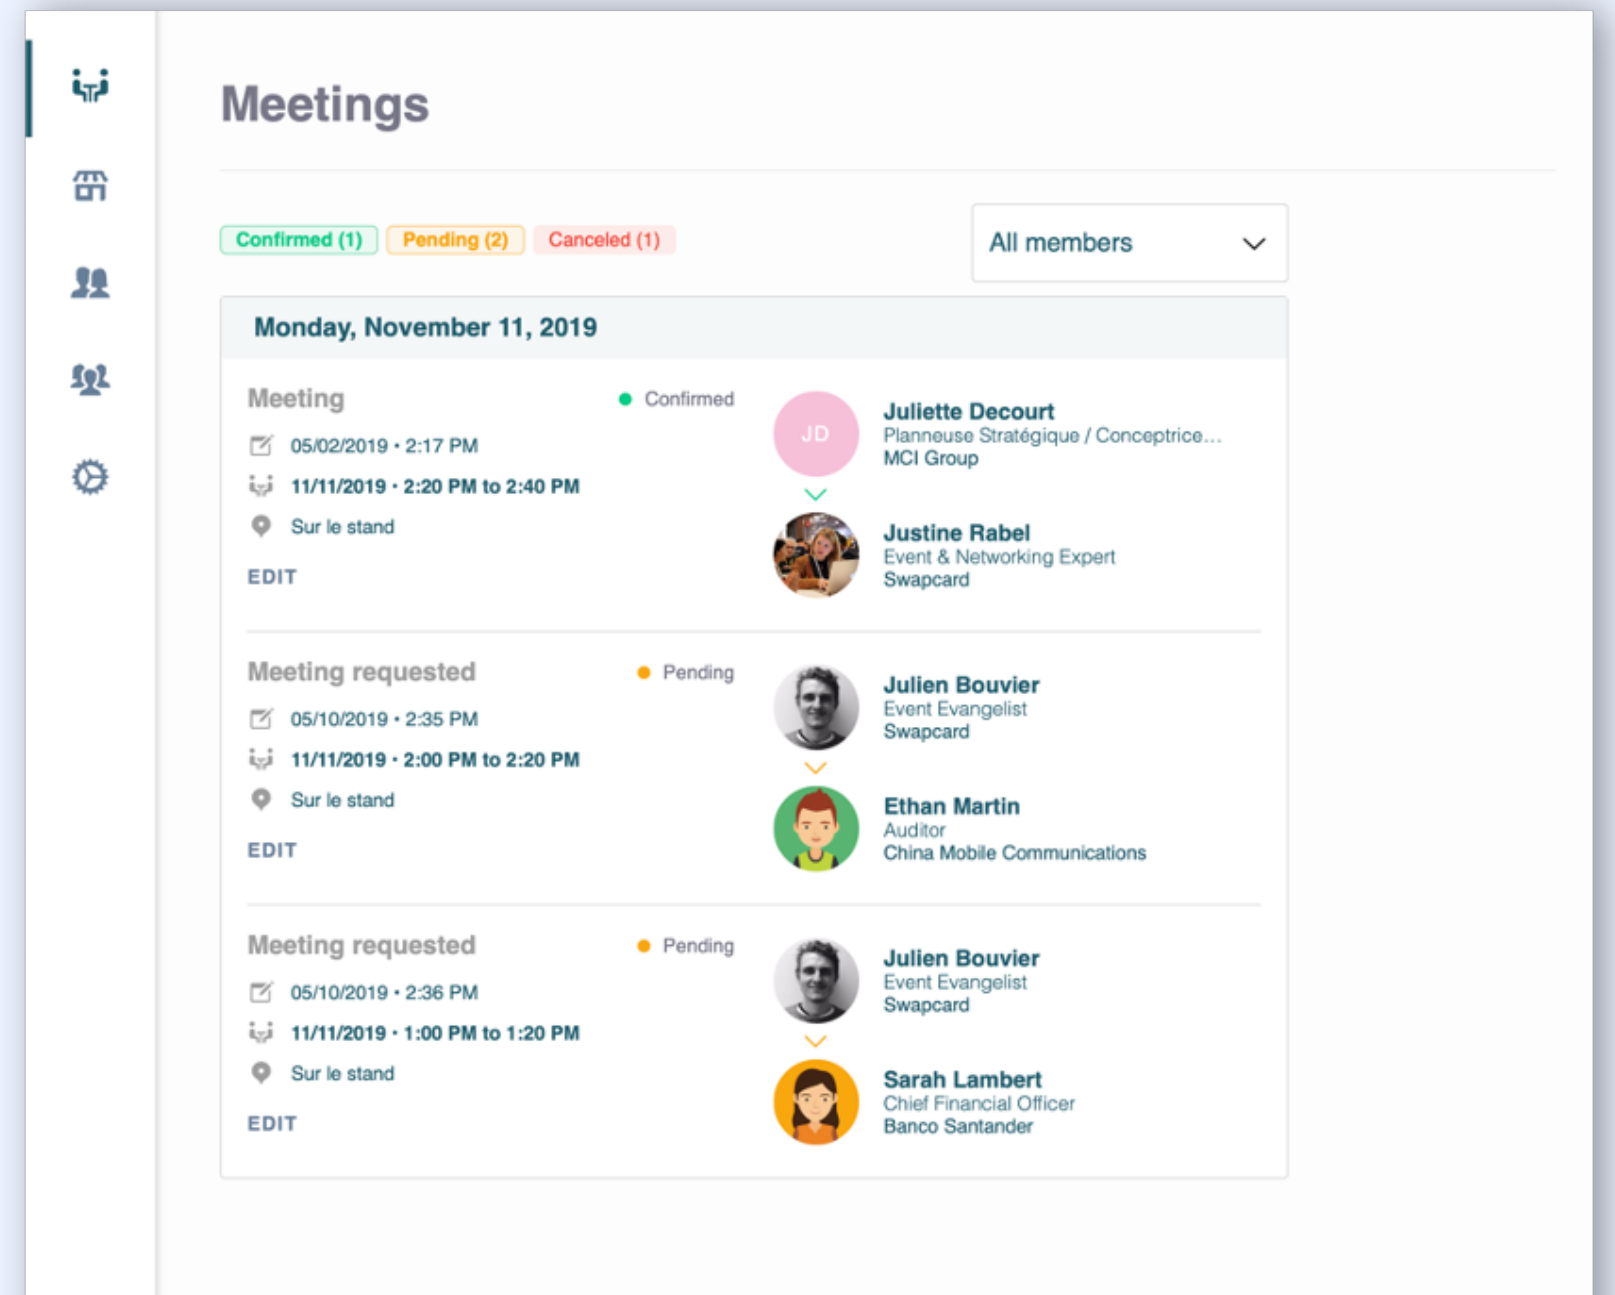 Meetings
Confirmed (1) Pending (2) Canceled (1)
All members
Monday, November 11, 2019
Meeting
Confirmed
05/02/2019 • 2:17 PM
11/11/2019 • 2:20 PM to 2:40 PM
Sur le stand
EDIT
JD
Juliette Decourt
Planneuse Stratégique / Conceptrice...
MCI Group
Justine Rabel
Event & Networking Expert
Swapcard
Meeting requested
Pending
05/10/2019 • 2:35 PM
11/11/2019 • 2:00 PM to 2:20 PM
Sur le stand
EDIT
Julien Bouvier
Event Evangelist
Swapcard
Ethan Martin
Auditor
China Mobile Communications
Meeting requested
Pending
05/10/2019 • 2:36 PM
11/11/2019 • 1:00 PM to 1:20 PM
Sur le stand
EDIT
Julien Bouvier
Event Evangelist
Swapcard
Sarah Lambert
Chief Financial Officer
Banco Santander